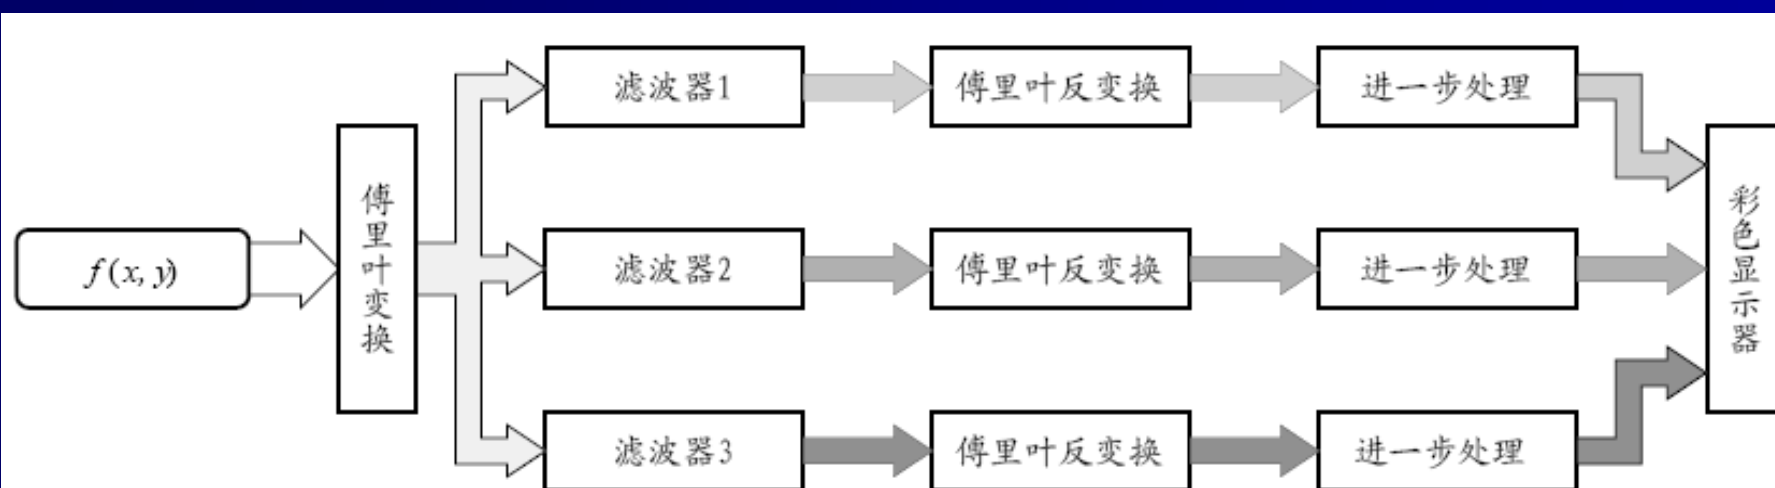 滤波器1
傅里叶反变换
进一步处理
f(x, y)
傅里叶变换
滤波器2
傅里叶反变换
进一步处理
彩色显示器
滤波器3
傅里叶反变换
进一步处理